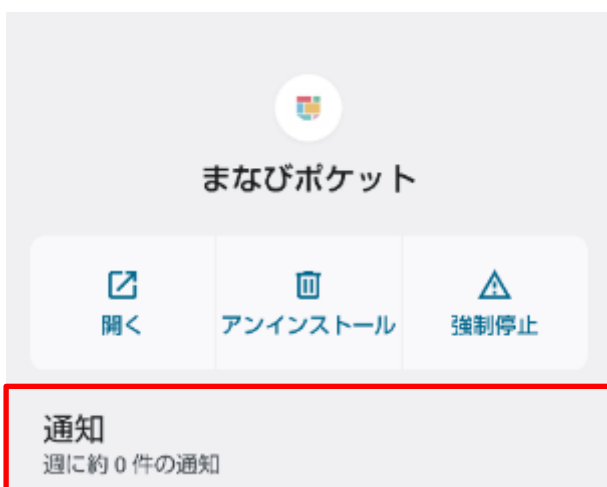 まなびポケット
開く
アンインストール
強制停止
通知
週に約 0 件の通知